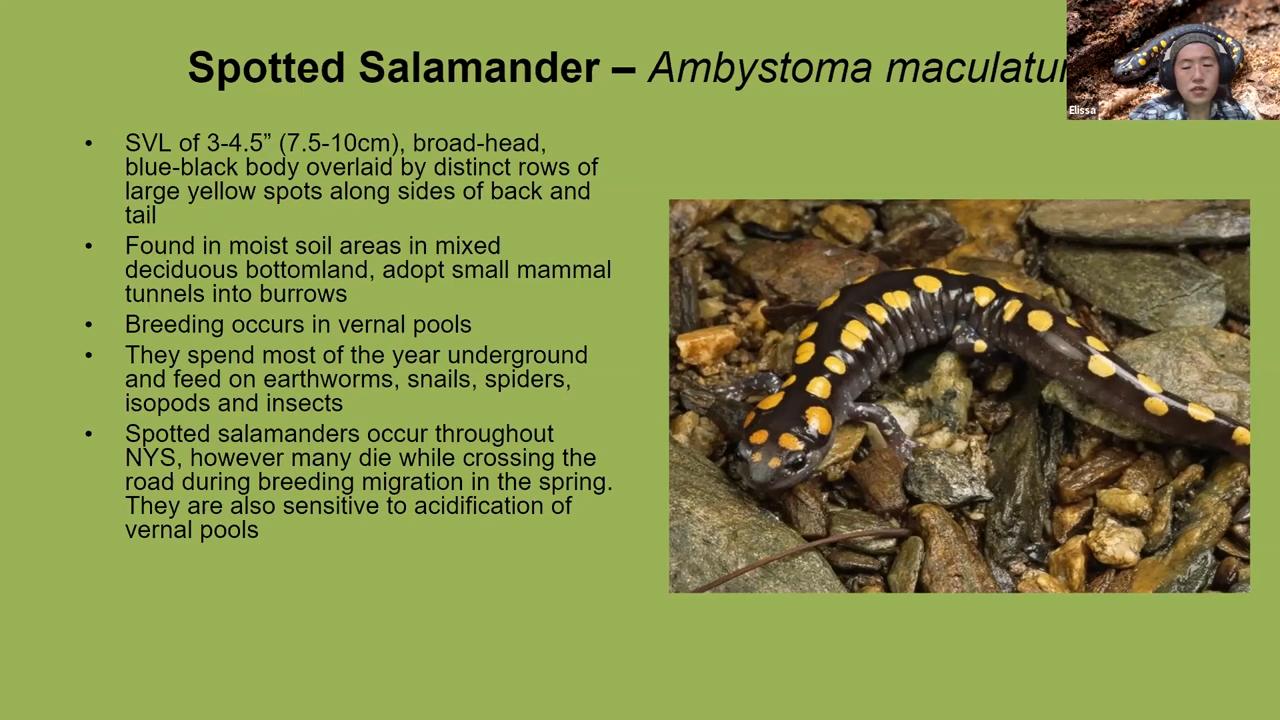 Spotted Salamander – Ambystoma maculatu
Elissa
• SVL of 3-4.5” (7.5-10cm), broad-head,
blue-black body overlaid by distinct rows of
large yellow spots along sides of back and
tail
• Found in moist soil areas in mixed
deciduous bottomland, adopt small mammal
tunnels into burrows
• Breeding occurs in vernal pools
• They spend most of the year underground
and feed on earthworms, snails, spiders,
isopods and insects
• Spotted salamanders occur throughout
NYS, however many die while crossing the
road during breeding migration in the spring.
They are also sensitive to acidification of
vernal pools